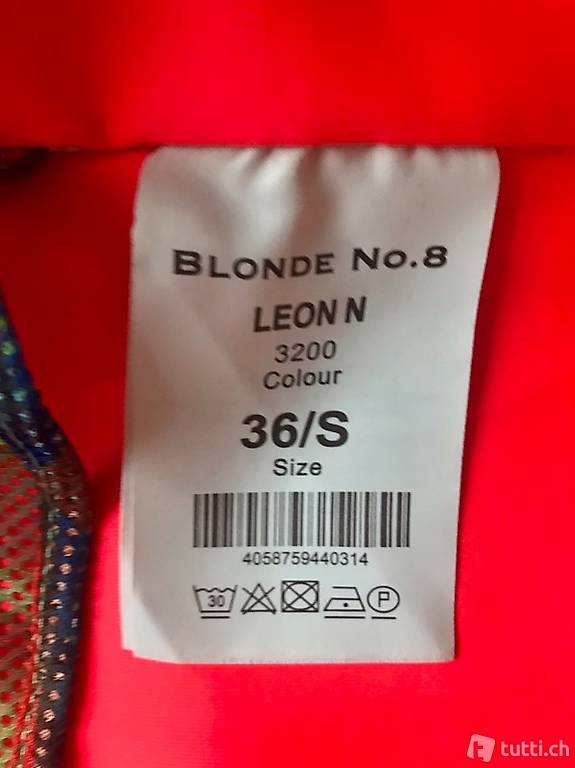 BLONDE NO.8
LEON N
3200
Colour
36/S
Size
4058759440314
30 P
tutti.ch